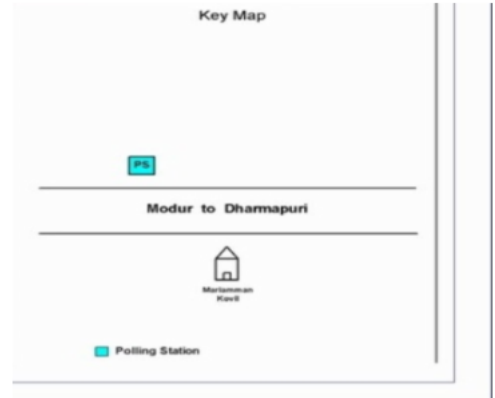 Key Map
PS
Modur to Dharmapuri
Mariamman
Kovil
Polling Station